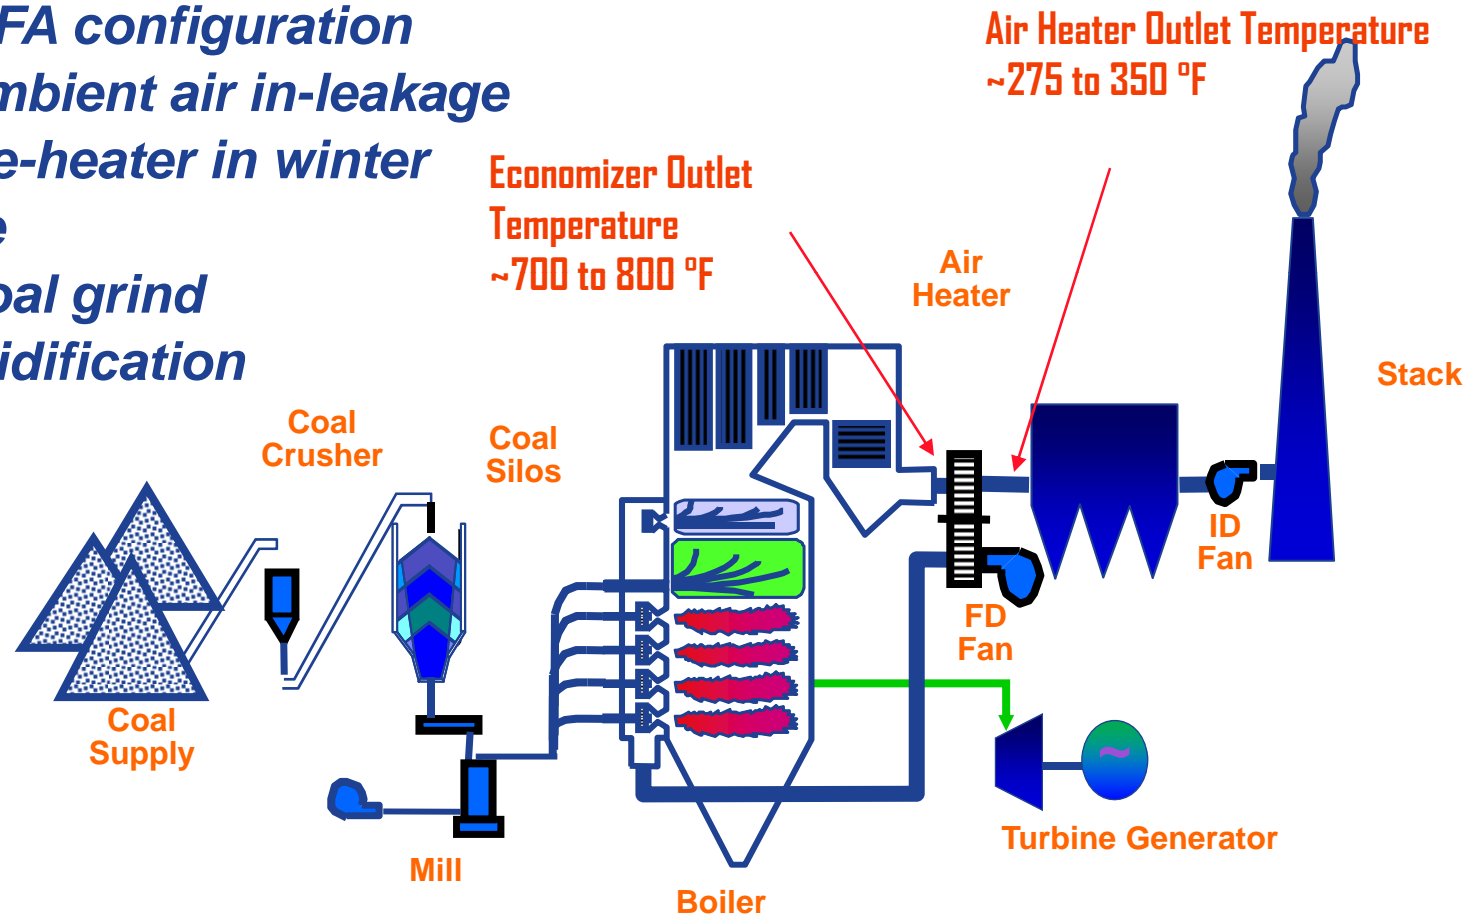 FA configuration
mbient air in-leakage
e-heater in winter
e
oal grind
idification
Air Heater Outlet Temperature
~275 to 350 °F
Economizer Outlet
Temperature
~700 to 800 °F
Air
Heater
Stack
Coal
Crusher
Coal
Silos
ID
Fan
FD
Fan
Coal
Supply
~
Turbine Generator
Mill
Boiler